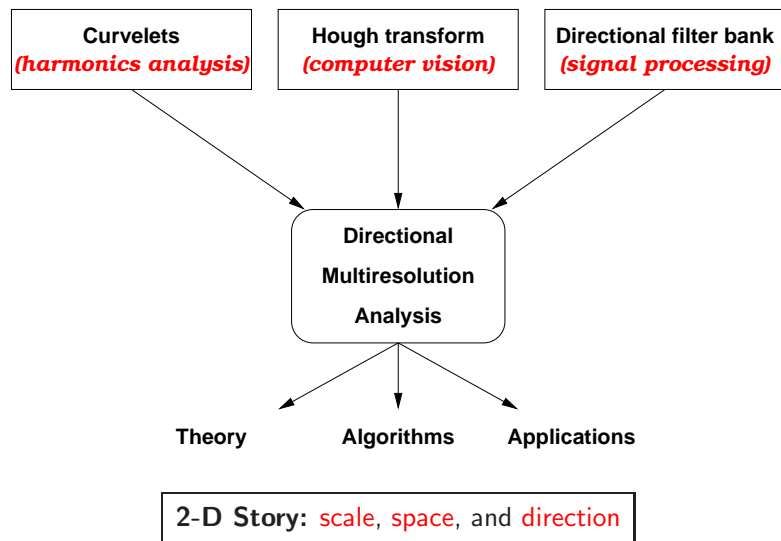 Curvelets
(harmonics analysis)
Hough transform
(computer vision)
Directional filter bank
(signal processing)
Directional
Multiresolution
Analysis
Theory
Algorithms
Applications
2-D Story: scale, space, and direction